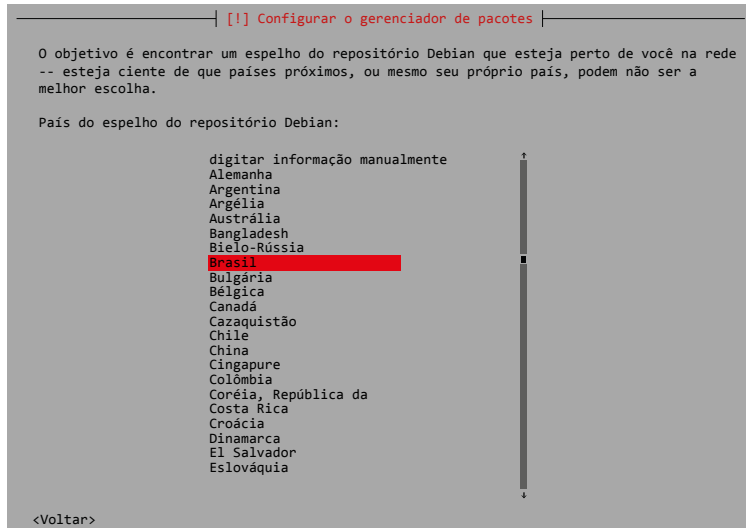 [!] Configurar o gerenciador de pacotes
O objetivo é encontrar um espelho do repositório Debian que esteja perto de você na rede
-- esteja ciente de que países próximos, ou mesmo seu próprio país, podem não ser a
melhor escolha.
País do espelho do repositório Debian:
digitar informação manualmente
Alemanha
Argentina
Argélia
Austrália
Bangladesh
Bielo-Rússia
Brasil
Bulgária
Bélgica
Canadá
Cazaquistão
Chile
China
Cingapure
Colômbia
Coréia, República da
Costa Rica
Croácia
Dinamarca
El Salvador
Eslováquia
<Voltar>